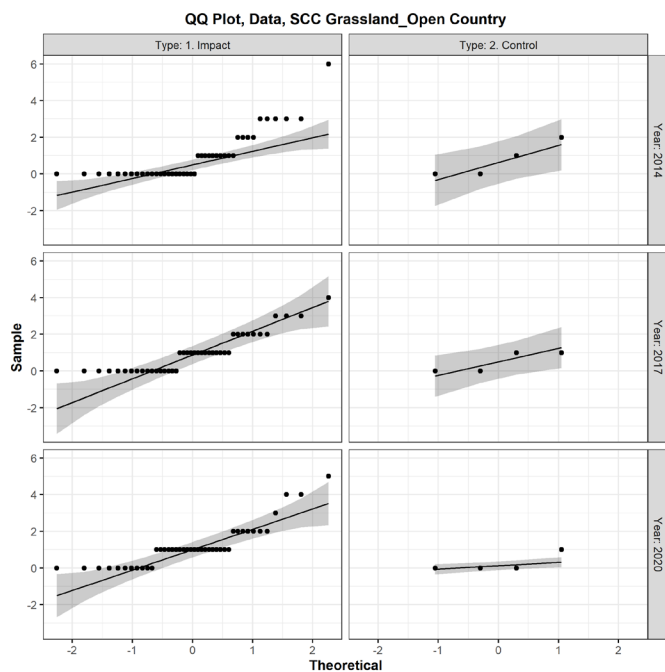 QQ Plot, Data, SCC Grassland_Open Country
Type: 1. Impact
Type: 2. Control
6
4
2
0
-2
Year: 2014
6
4
2
0
-2
Year: 2017
Sample
6
4
2
0
-2
Year: 2020
-2 -1 0 1 2
-2 -1 0 1 2
Theoretical